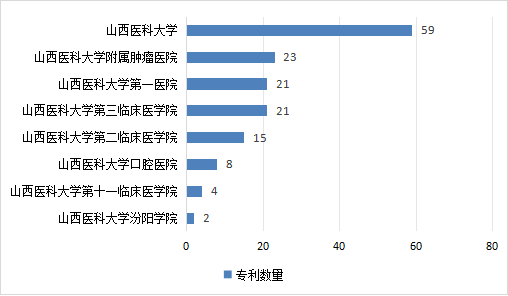 山西医科大学 59
山西医科大学附属肿瘤医院 23
山西医科大学第一医院 21
山西医科大学第三临床医学院 21
山西医科大学第二临床医学院 15
山西医科大学口腔医院 8
山西医科大学第十一临床医学院 4
山西医科大学汾阳学院 2
0 20 40 60 80
专利数量